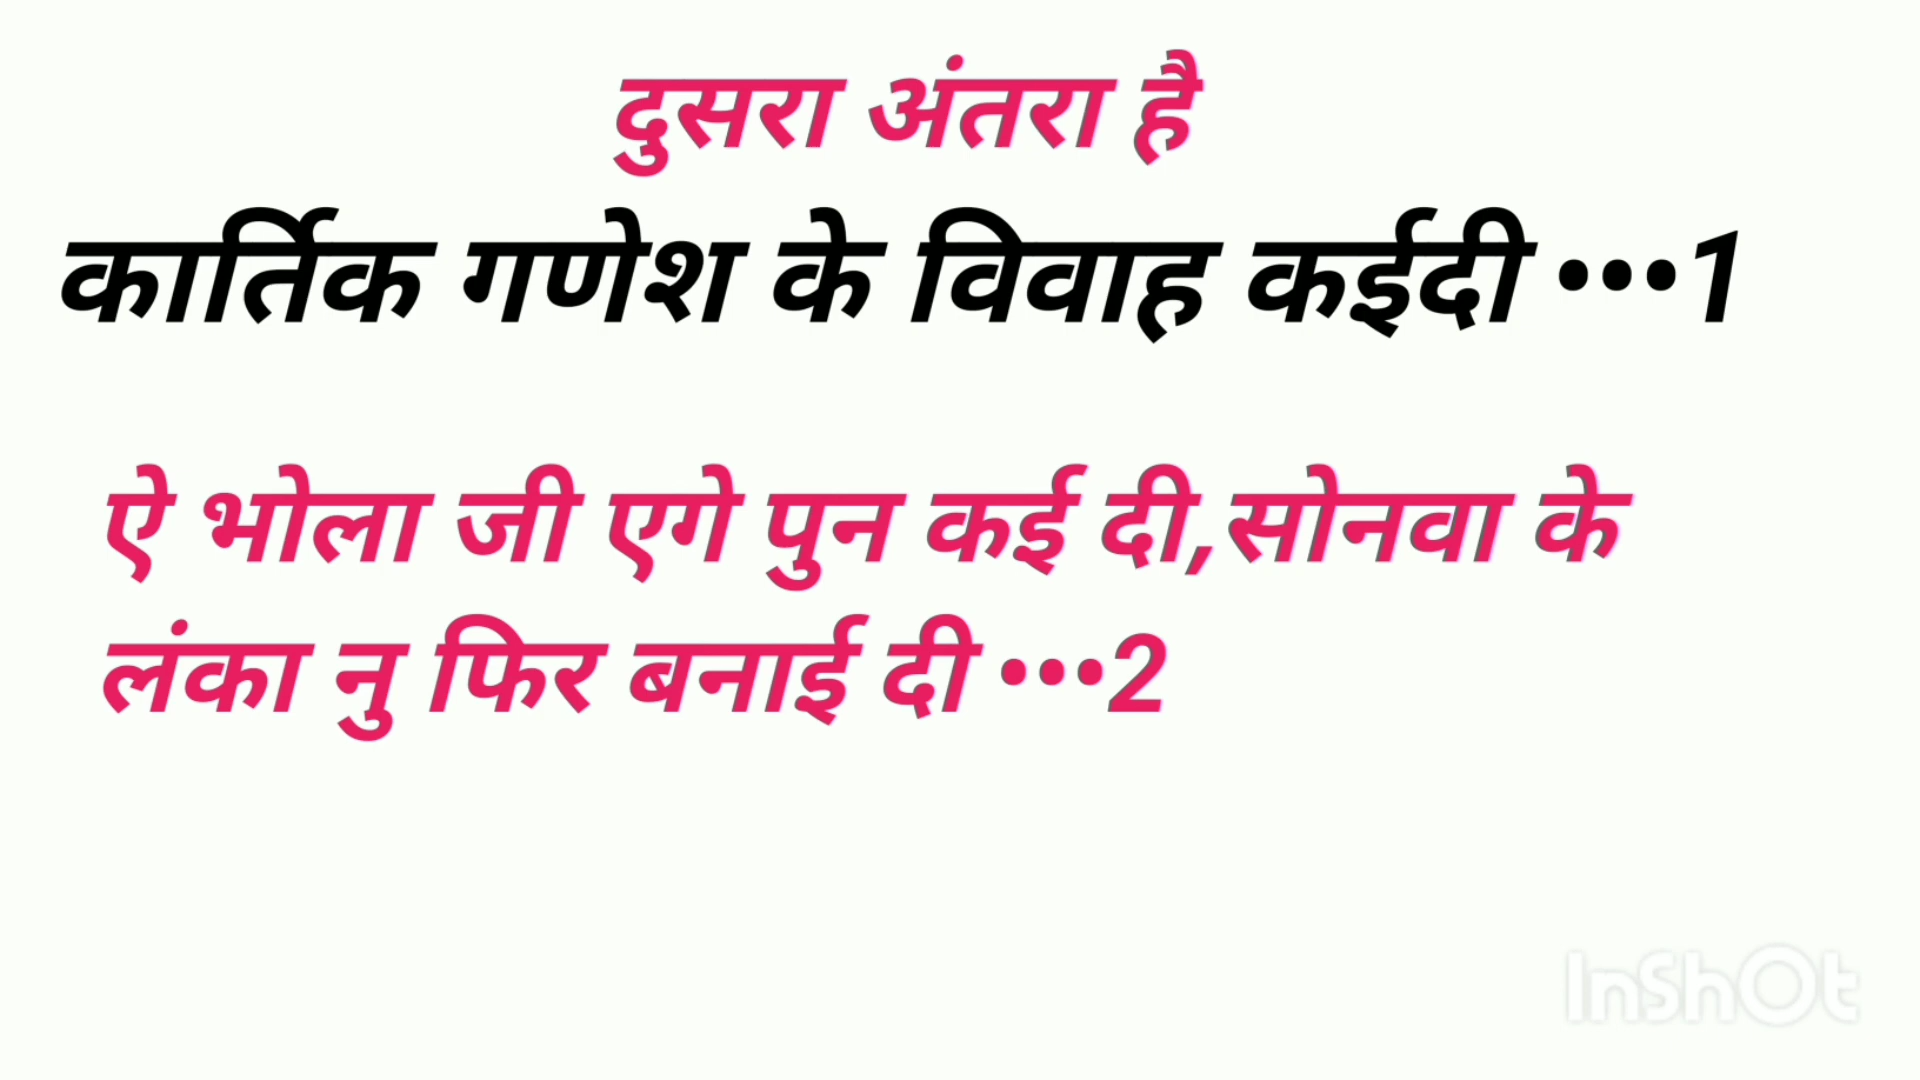 दुसरा अंतरा है
कार्तिक गणेश के विवाह कईदी •••1
ऐ भोला जी एगे पुन कई दी,सोनवा के
लंका नु फिर बनाई दी •••2
InShOt